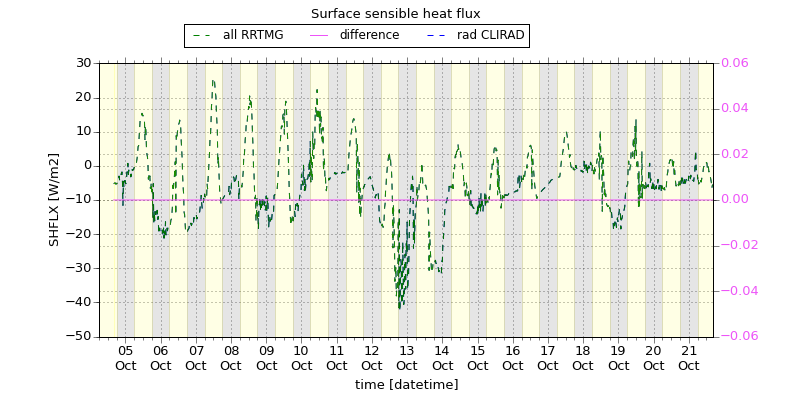 Surface sensible heat flux
all RRTMG difference rad CLIRAD
30 0.06
20 0.04
10
0 0.02
−10 0.00
−20 −0.02
−30
−40 −0.04
−50 −0.06
SHFLX [W/m2]
05 06 07 08 09 10 11 12 13 14 15 16 17 18 19 20 21
Oct Oct Oct Oct Oct Oct Oct Oct Oct Oct Oct Oct Oct Oct Oct Oct Oct
time [datetime]